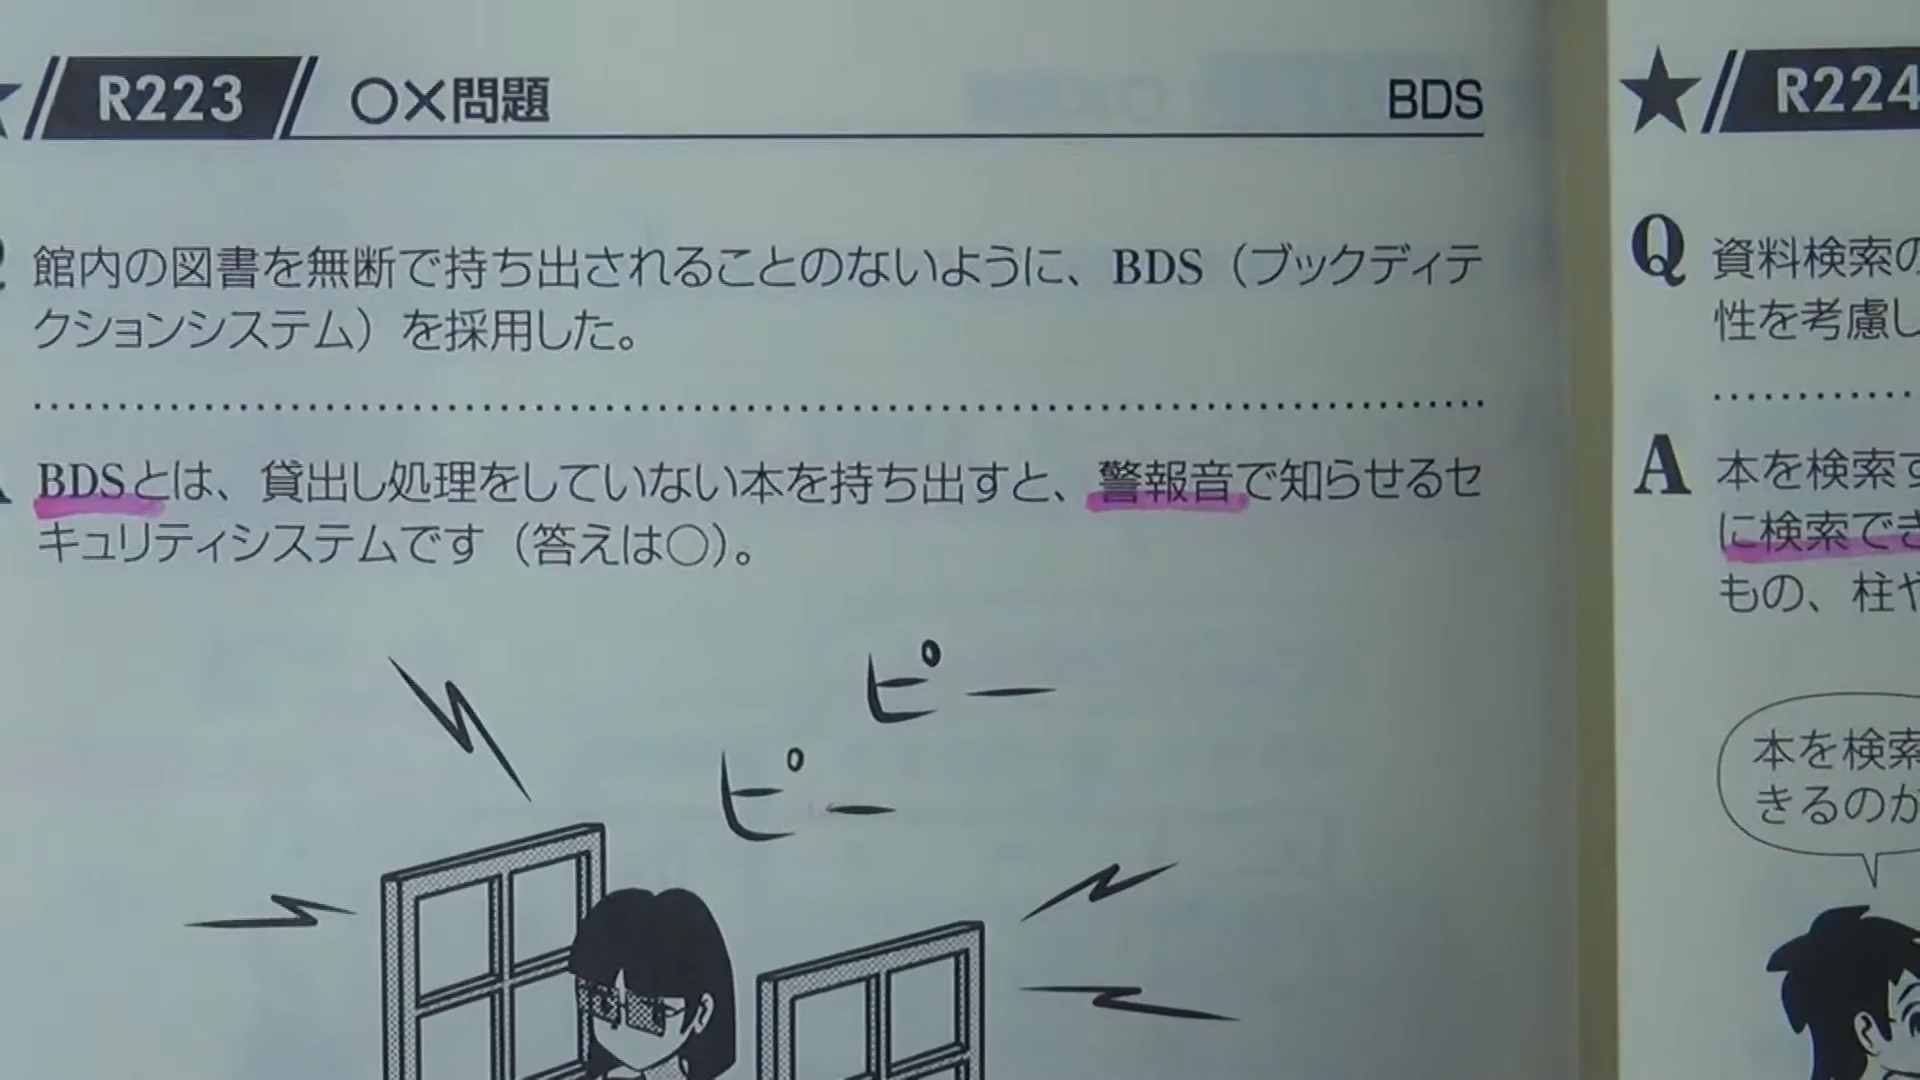 R223 ○×問題 BDS
館内の図書を無断で持ち出されることのないように、BDS（ブックディテ
クションシステム）を採用した。
BDSとは、貸出し処理をしていない本を持ち出すと、警報音で知らせるセ
キュリティシステムです（答えは○）。
ピー
ピー
★ R224
Q 資料検索の
性を考慮し
A 本を検索す
に検索でき
もの、柱や
本を検索
きるのが